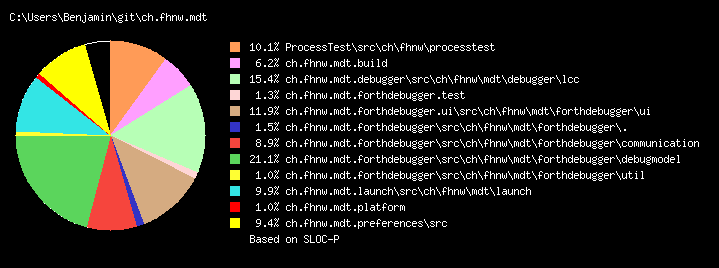 C:\Users\Benjamin\git\ch.fhnw.mdt
10.1% ProcessTest\src\ch\fhnw\processtest
6.2% ch.fhnw.mdt.build
15.4% ch.fhnw.mdt.debugger\src\ch\fhnw\mdt\debugger\lcc
1.3% ch.fhnw.mdt.forthdebugger.test
11.9% ch.fhnw.mdt.forthdebugger.ui\src\ch\fhnw\mdt\forthdebugger\ui
1.5% ch.fhnw.mdt.forthdebugger\src\ch\fhnw\mdt\forthdebugger\.
8.9% ch.fhnw.mdt.forthdebugger\src\ch\fhnw\mdt\forthdebugger\communication
21.1% ch.fhnw.mdt.forthdebugger\src\ch\fhnw\mdt\forthdebugger\debugmodel
1.0% ch.fhnw.mdt.forthdebugger\src\ch\fhnw\mdt\forthdebugger\util
9.9% ch.fhnw.mdt.launch\src\ch\fhnw\mdt\launch
1.0% ch.fhnw.mdt.platform
9.4% ch.fhnw.mdt.preferences\src
Based on SLOC-P